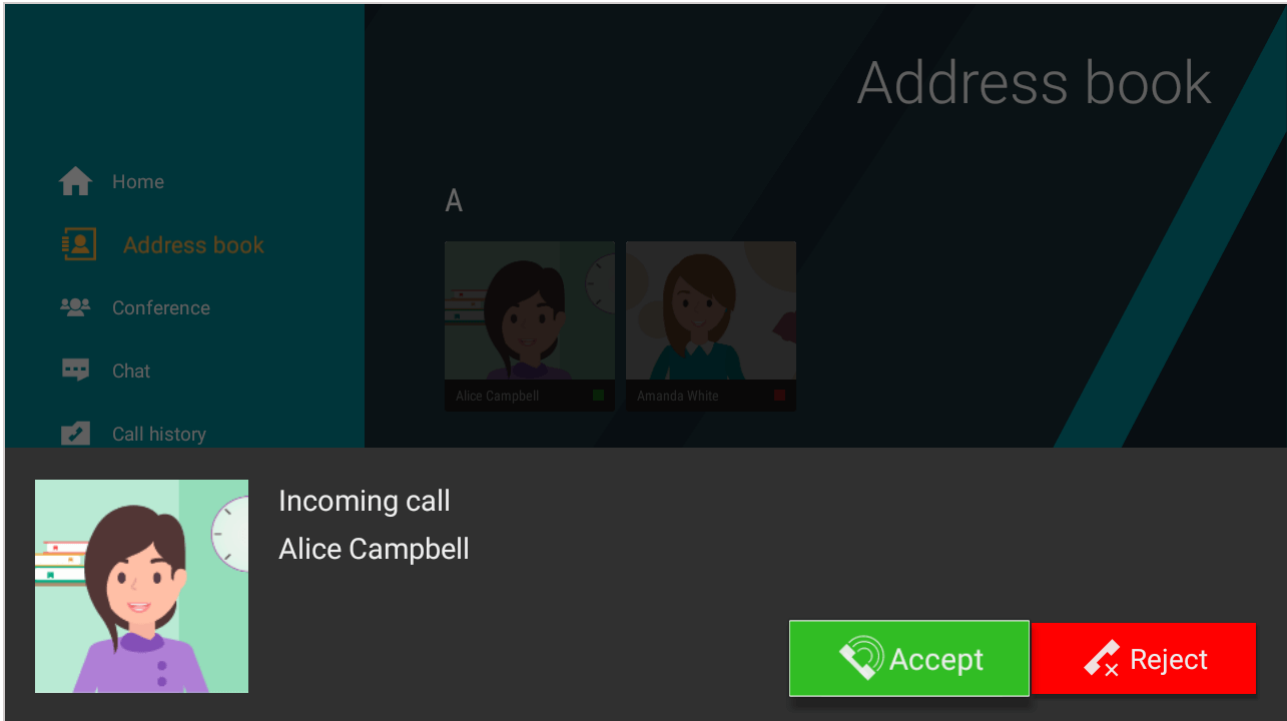 Address book
Home
Address book
Conference
Chat
Call history
A
Alice Campbell
Amanda White
Incoming call
Alice Campbell
Accept
Reject